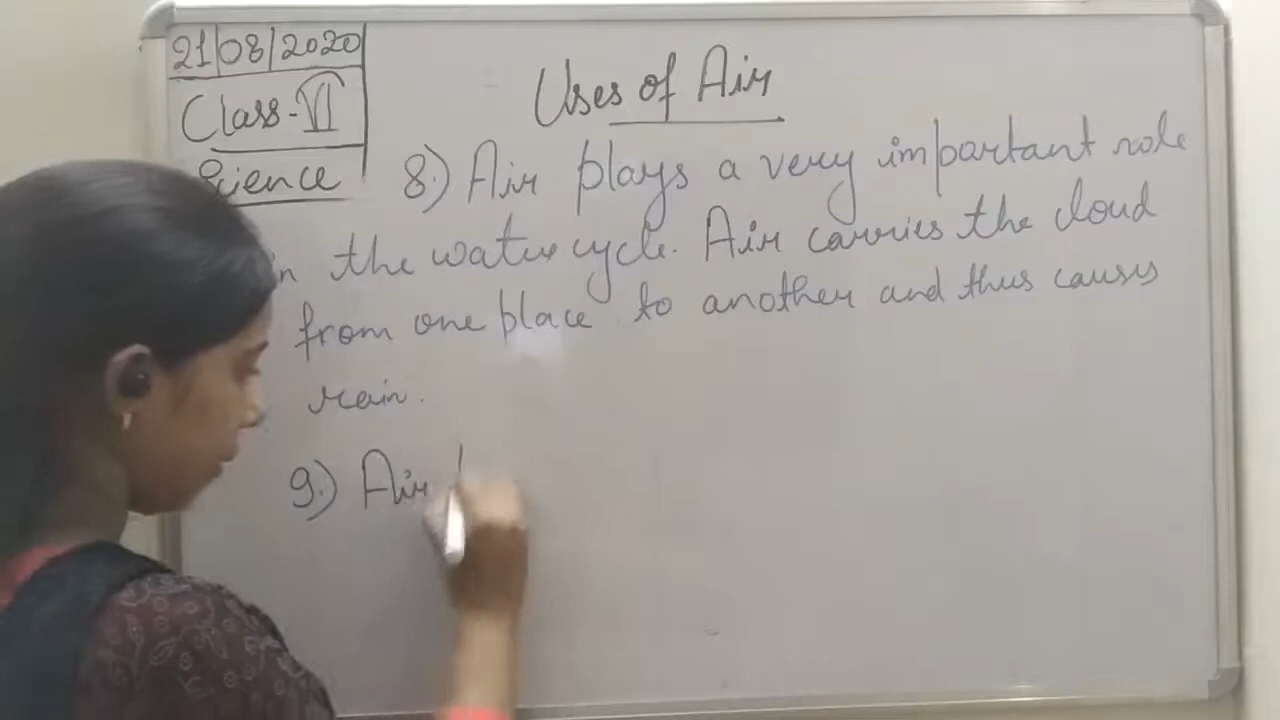 21/08/2020
Class-VI
Science
Uses of Air
8.) Air plays a very important role
in the water cycle. Air carries the cloud
from one place to another and thus causes
rain.
9.) Air